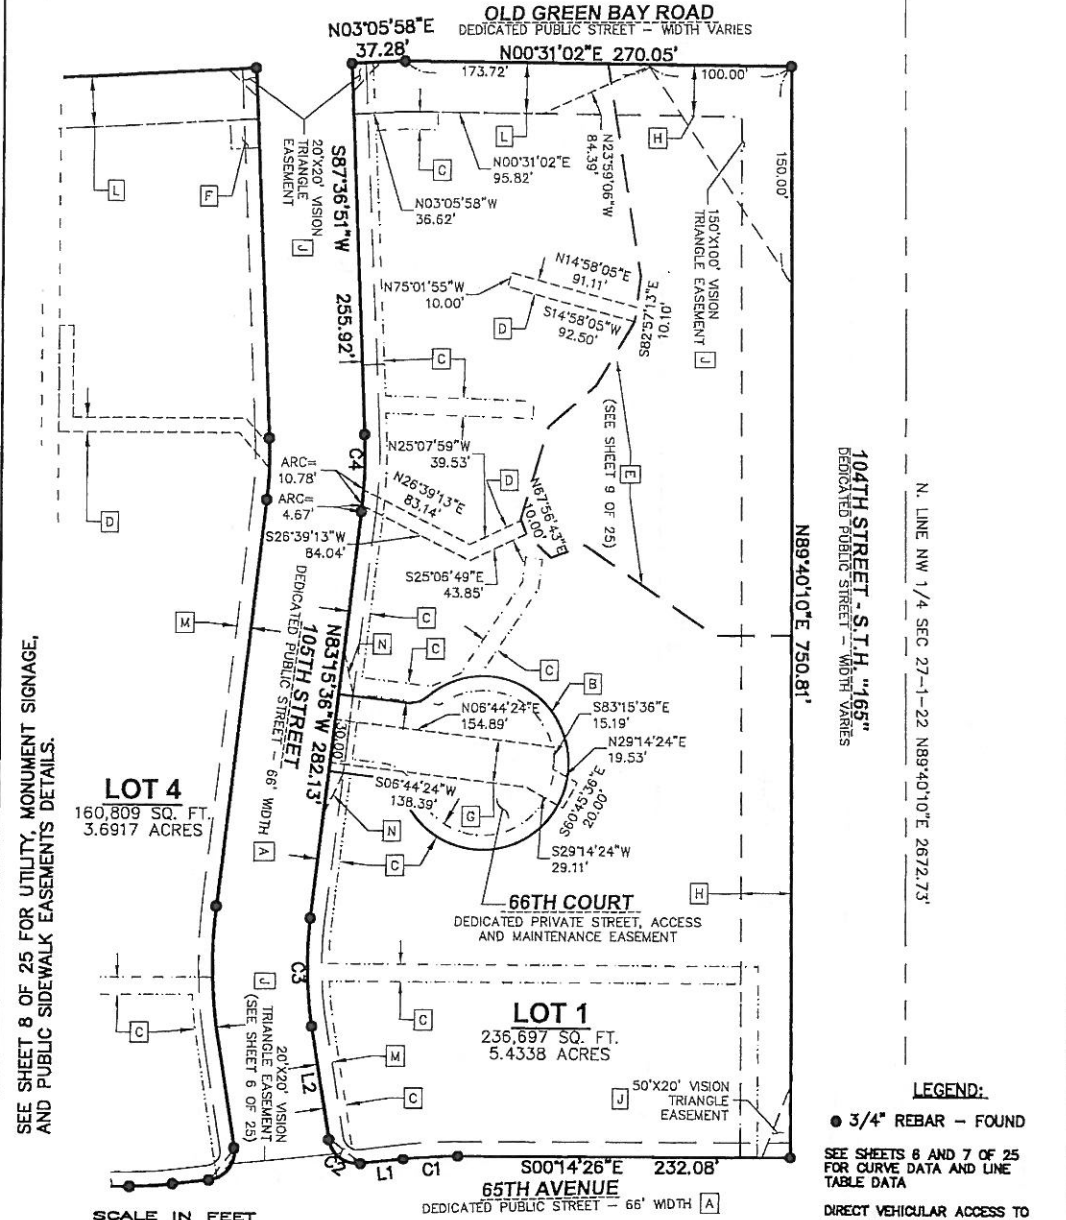 OLD GREEN BAY ROAD
DEDICATED PUBLIC STREET – WIDTH VARIES
N03°05'58"E
37.28'
N00°31'02"E 270.05'
173.72'
100.00'
L
H
C
L
F
N00°31'02"E
95.82'
N03°05'58"W
36.62'
N23°59'06"W
84.39'
150.00'
20'X20' VISION
TRIANGLE
EASEMENT
J
S87°36'51"W 255.92'
150'X100' VISION
TRIANGLE EASEMENT J
N14°58'05"E
91.11'
N75°01'55"W
10.00'
S14°58'05"W
92.50'
D
S82°57'13"E
10.10'
C
E
(SEE SHEET 9 OF 25)
N25°07'59"W
39.53'
C4
ARC=
10.78'
N26°39'13"E
83.14'
D
N67°56'43"E
10.00'
ARC=
4.67'
S26°39'13"W
84.04'
D
S25°06'49"E
43.85'
104TH STREET - S.T.H. "165"
DEDICATED PUBLIC STREET – WIDTH VARIES
N. LINE NW 1/4 SEC 27–1–22 N89°40'10"E 2672.73'
N89°40'10"E 750.81'
M
C
N
C
C
B
N83°15'36"W 282.13'
105TH STREET
DEDICATED PUBLIC STREET – 66' WIDTH A
N06°44'24"E
154.89'
S83°15'36"E
15.19'
N29°14'24"E
19.53'
30.00'
S06°44'24"W
138.39'
S60°45'36"E
20.00'
G
N
C
S29°14'24"W
29.11'
LOT 4
160,809 SQ. FT.
3.6917 ACRES
66TH COURT
DEDICATED PRIVATE STREET, ACCESS
AND MAINTENANCE EASEMENT
H
SEE SHEET 8 OF 25 FOR UTILITY, MONUMENT SIGNAGE,
AND PUBLIC SIDEWALK EASEMENTS DETAILS.
C3
J
C
C
LOT 1
236,697 SQ. FT.
5.4338 ACRES
20'X20' VISION
TRIANGLE EASEMENT
(SEE SHEET 6 OF 25)
L2
M
C
J
50'X20' VISION
TRIANGLE
EASEMENT
C2
L1
C1
S00°14'26"E 232.08'
65TH AVENUE
DEDICATED PUBLIC STREET – 66' WIDTH A
LEGEND:
3/4" REBAR – FOUND
SEE SHEETS 6 AND 7 OF 25
FOR CURVE DATA AND LINE
TABLE DATA
DIRECT VEHICULAR ACCESS TO
SCALE IN FEET